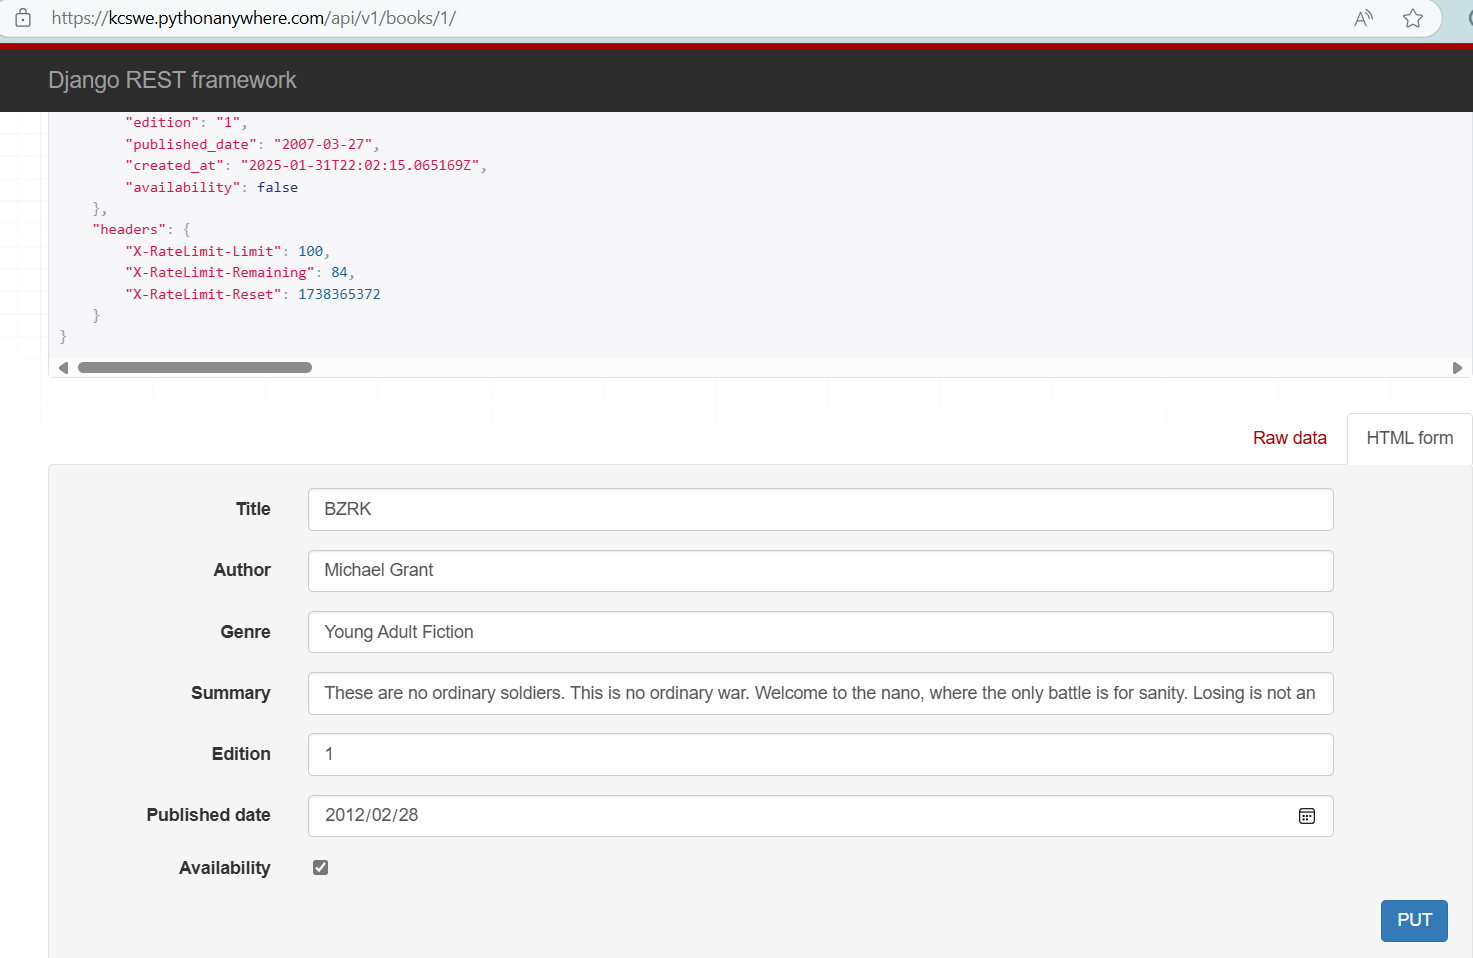 https://kcswe.pythonanywhere.com/api/v1/books/1/
Django REST framework
"edition": "1",
"published_date": "2007-03-27",
"created_at": "2025-01-31T22:02:15.065169Z",
"availability": false
},
"headers": {
"X-RateLimit-Limit": 100,
"X-RateLimit-Remaining": 84,
"X-RateLimit-Reset": 1738365372
}
}
Raw data HTML form
Title BZRK
Author Michael Grant
Genre Young Adult Fiction
Summary These are no ordinary soldiers. This is no ordinary war. Welcome to the nano, where the only battle is for sanity. Losing is not an
Edition 1
Published date 2012/02/28
Availability
PUT